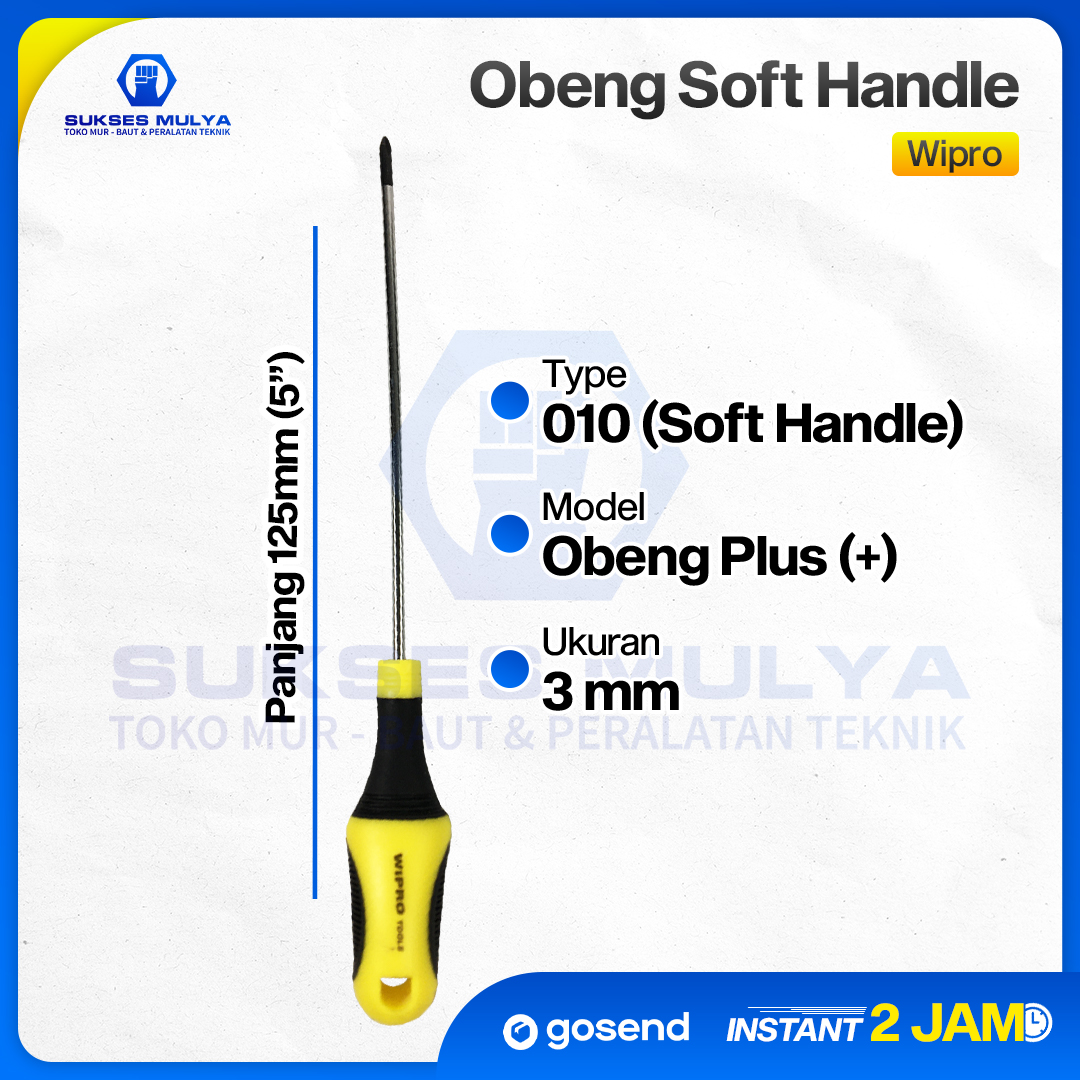 SUKSES MULYA
TOKO MUR - BAUT & PERALATAN TEKNIK
Obeng Soft Handle
Wipro
Panjang 125mm (5”)
Type
010 (Soft Handle)
Model
Obeng Plus (+)
Ukuran
3 mm
SUKSES MULYA
TOKO MUR - BAUT & PERALATAN TEKNIK
WIPRO TOOLS
gosend
INSTANT 2 JAM